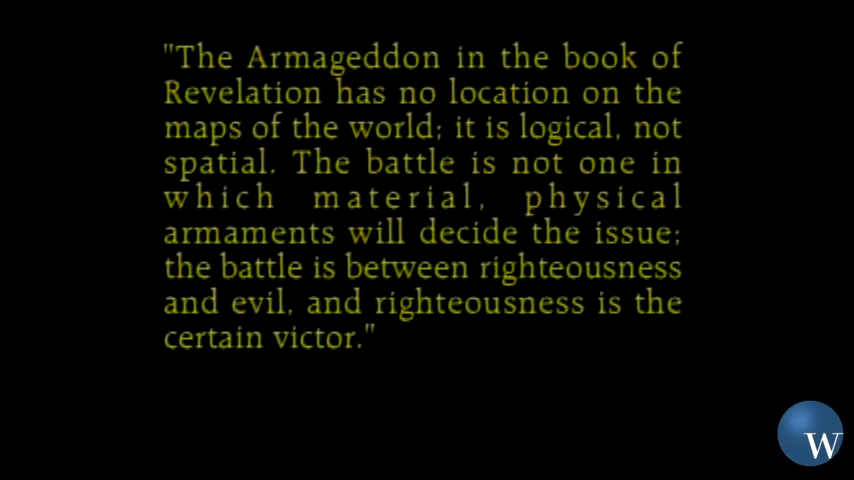 "The Armageddon in the book of
Revelation has no location on the
maps of the world; it is logical, not
spatial. The battle is not one in
which material, physical
armaments will decide the issue;
the battle is between righteousness
and evil, and righteousness is the
certain victor."
W